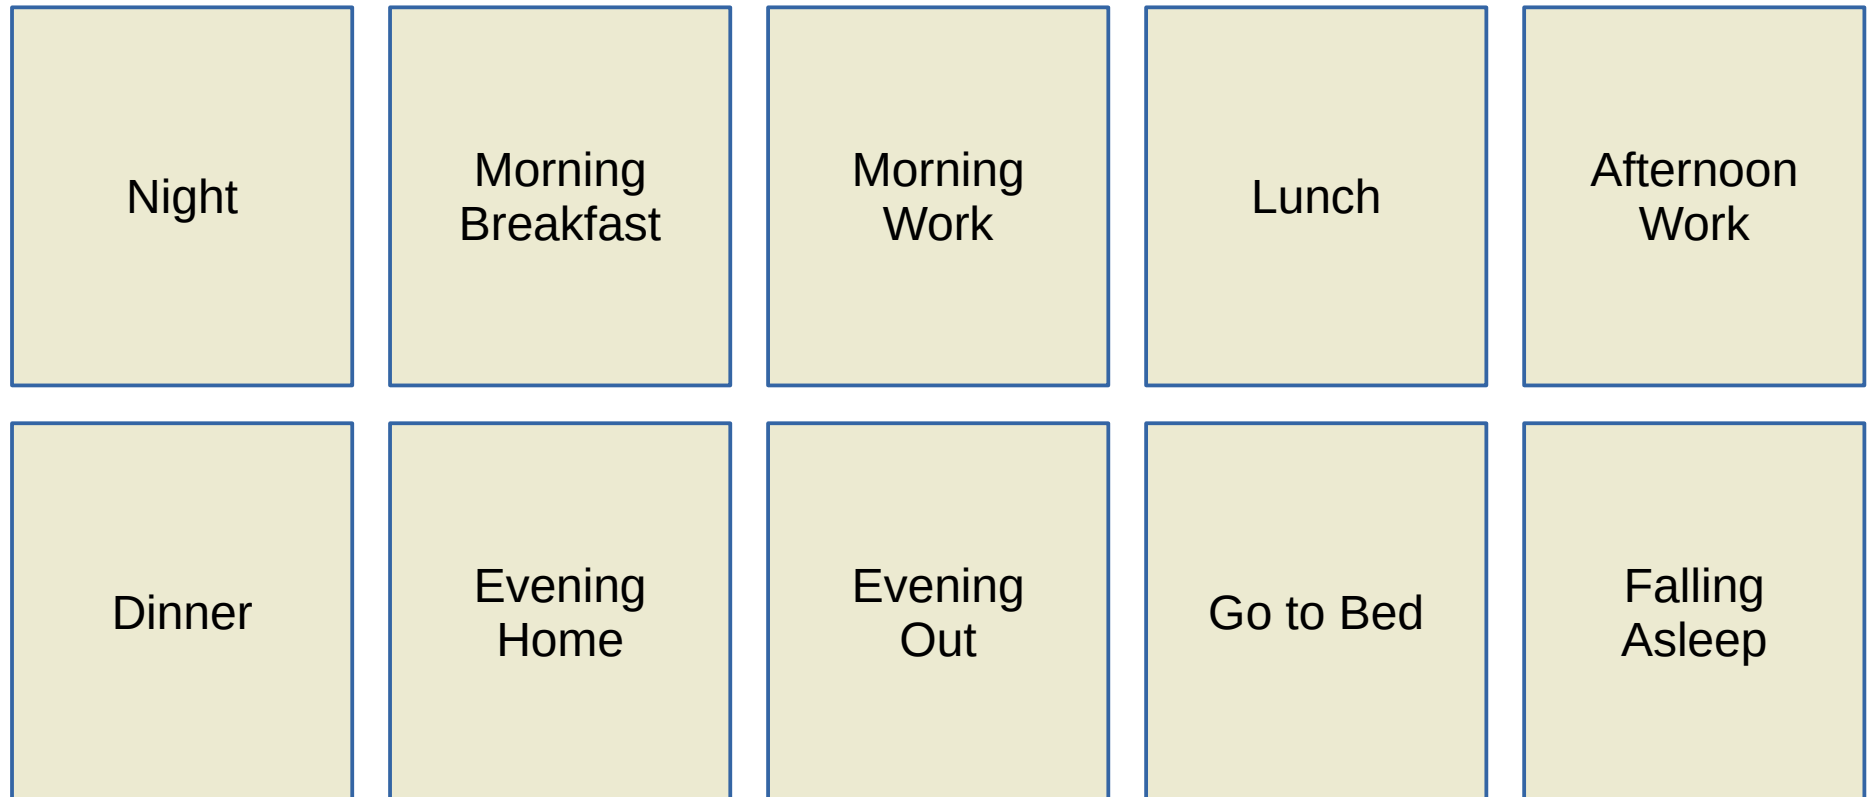 Night
Morning
Breakfast
Morning
Work
Lunch
Afternoon
Work
Dinner
Evening
Home
Evening
Out
Go to Bed
Falling
Asleep